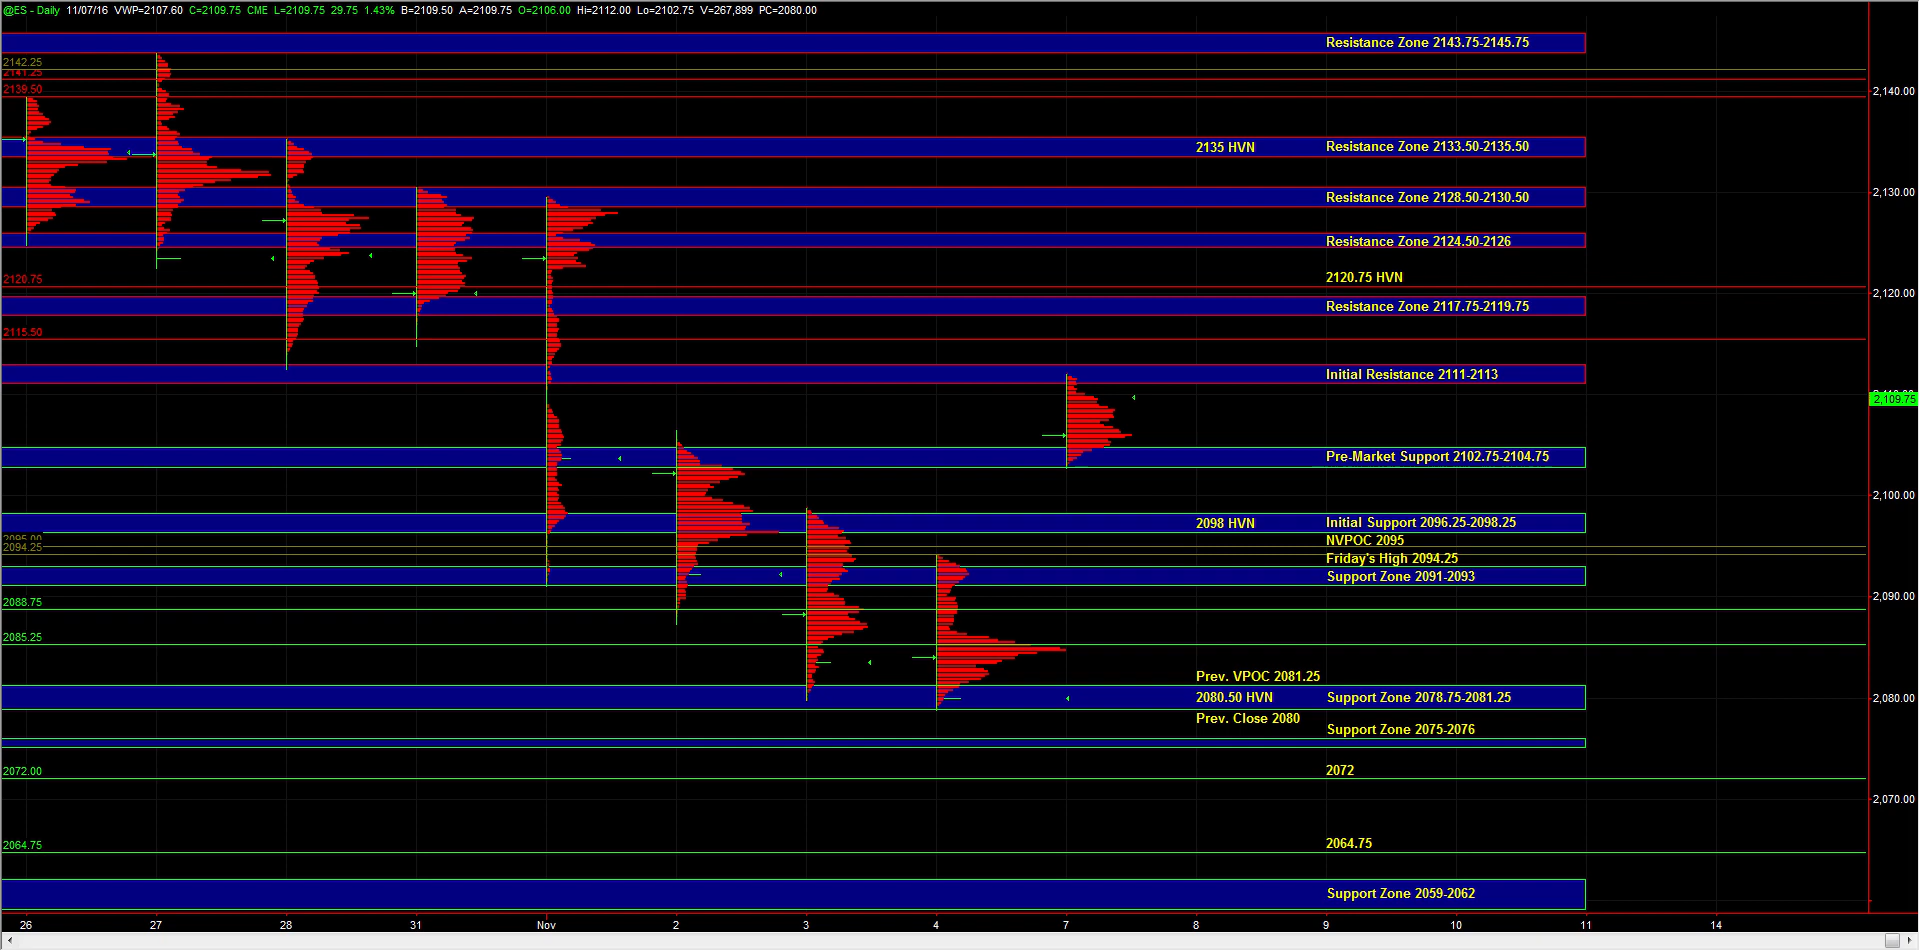 @ES - Daily 11/07/16 VWP=2107.60 C=2109.75 CME L=2109.75 29.75 1.43% B=2109.50 A=2109.75 O=2106.00 Hi=2112.00 Lo=2102.75 V=267,899 PC=2080.00
Resistance Zone 2143.75-2145.75
2142.25
2141.25
2139.50
2,140.00
2135 HVN Resistance Zone 2133.50-2135.50
2,130.00
Resistance Zone 2128.50-2130.50
Resistance Zone 2124.50-2126
2120.75
2120.75 HVN
2,120.00
Resistance Zone 2117.75-2119.75
2115.50
Initial Resistance 2111-2113
2,109.75
Pre-Market Support 2102.75-2104.75
2,100.00
2098 HVN Initial Support 2096.25-2098.25
2095.00
NVPOC 2095
2094.25
Friday's High 2094.25
Support Zone 2091-2093
2,090.00
2088.75
2085.25
Prev. VPOC 2081.25
2080.50 HVN Support Zone 2078.75-2081.25
2,080.00
Prev. Close 2080
Support Zone 2075-2076
2072.00
2072
2,070.00
2064.75
2064.75
Support Zone 2059-2062
26 27 28 31 Nov 2 3 4 7 8 9 10 11 14